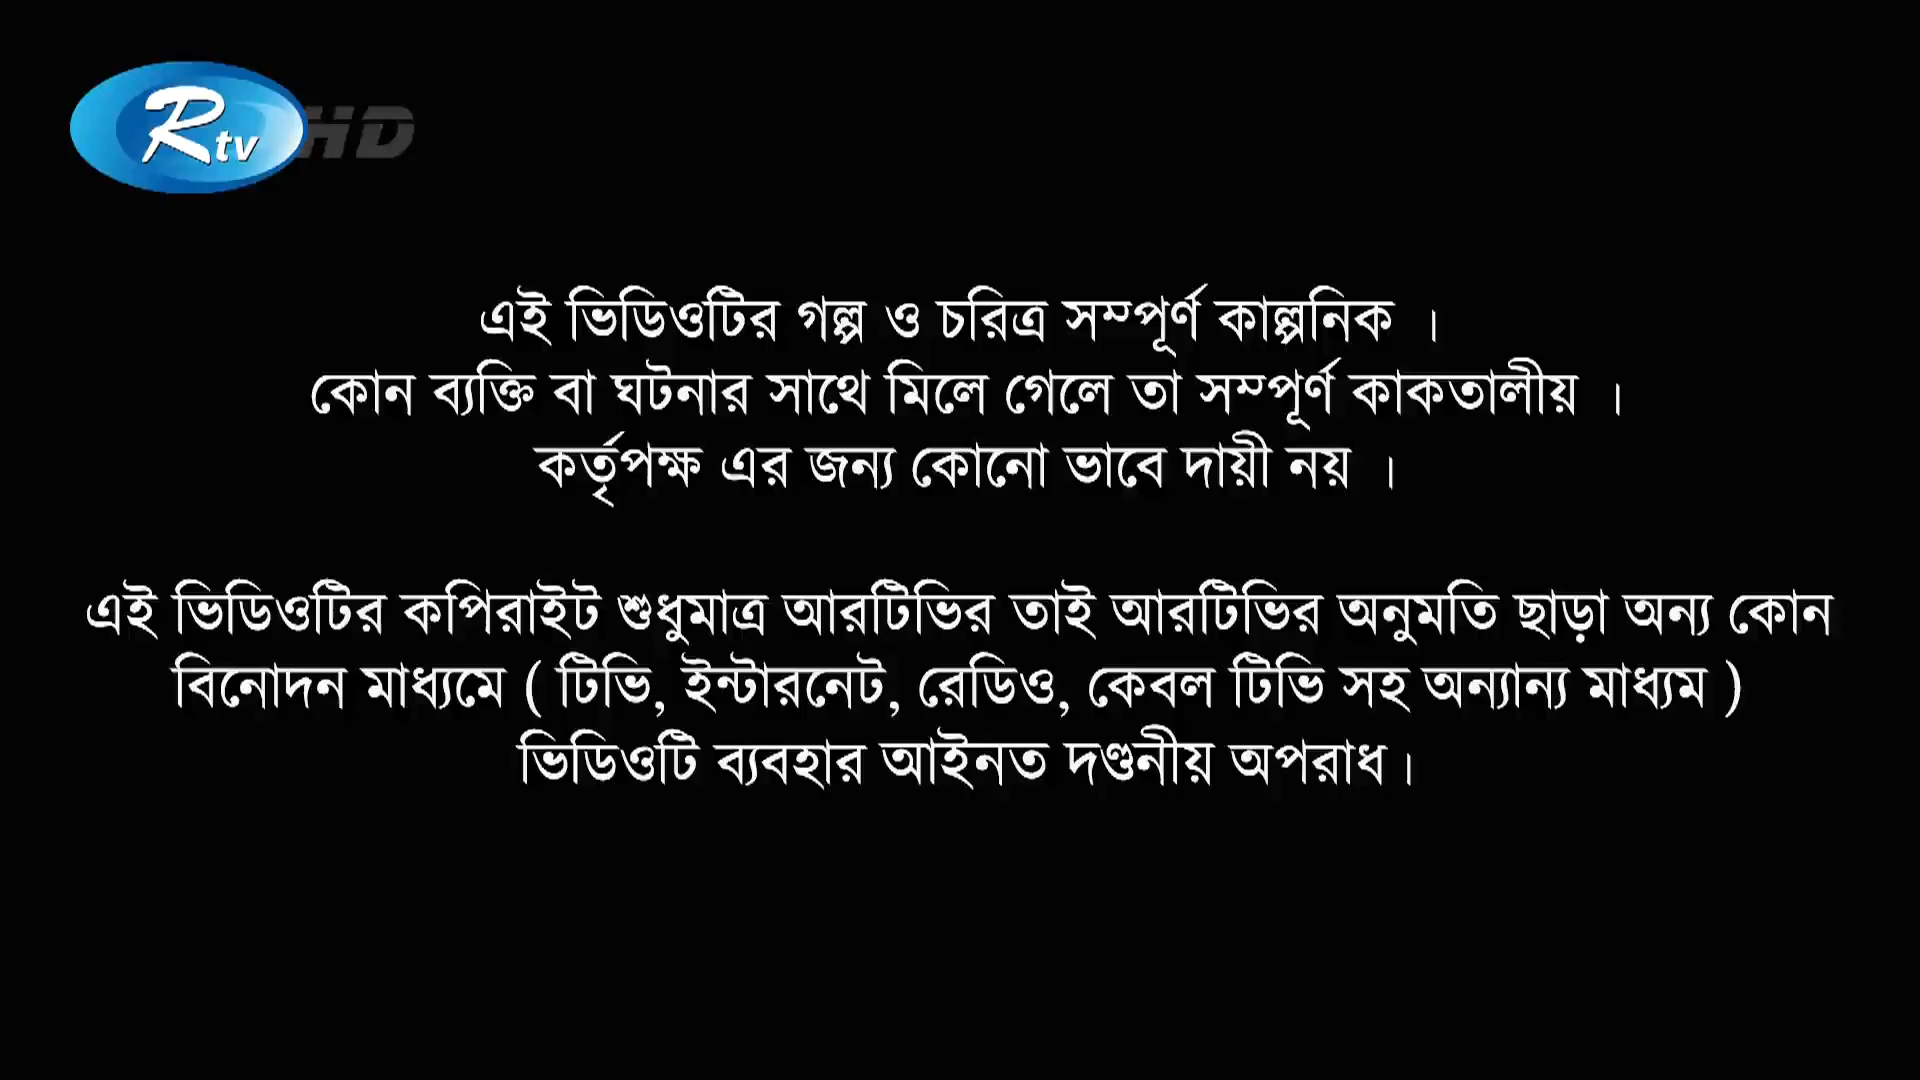 Rtv HD
এই ভিডিওটির গল্প ও চরিত্র সম্পূর্ণ কাল্পনিক ।
কোন ব্যক্তি বা ঘটনার সাথে মিলে গেলে তা সম্পূর্ণ কাকতালীয় ।
কর্তৃপক্ষ এর জন্য কোনো ভাবে দায়ী নয় ।
এই ভিডিওটির কপিরাইট শুধুমাত্র আরটিভির তাই আরটিভির অনুমতি ছাড়া অন্য কোন
বিনোদন মাধ্যমে ( টিভি, ইন্টারনেট, রেডিও, কেবল টিভি সহ অন্যান্য মাধ্যম )
ভিডিওটি ব্যবহার আইনত দণ্ডনীয় অপরাধ।